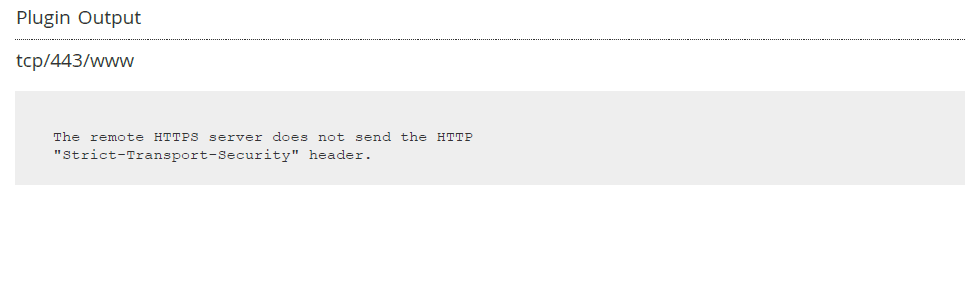 Plugin Output
tcp/443/www
The remote HTTPS server does not send the HTTP
"Strict-Transport-Security" header.